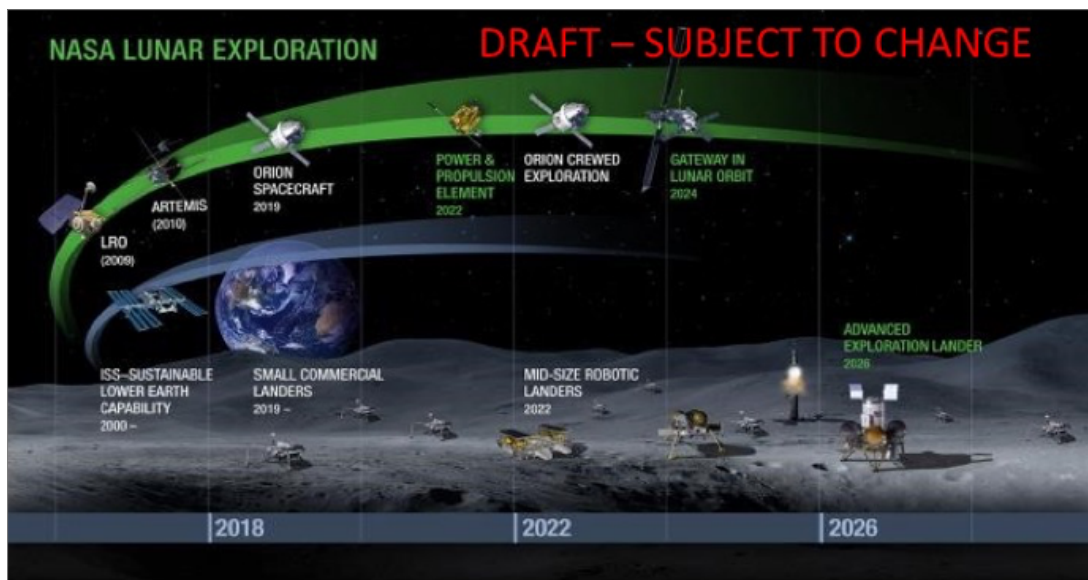 NASA LUNAR EXPLORATION
DRAFT – SUBJECT TO CHANGE
LRO
(2009)
ARTEMIS
(2010)
ORION
SPACECRAFT
2019
POWER &
PROPULSION
ELEMENT
2022
ORION CREWED
EXPLORATION
GATEWAY IN
LUNAR ORBIT
2024
ISS–SUSTAINABLE
LOWER EARTH
CAPABILITY
2000 –
SMALL COMMERCIAL
LANDERS
2019 –
MID-SIZE ROBOTIC
LANDERS
2022
ADVANCED
EXPLORATION LANDER
2026
2018
2022
2026